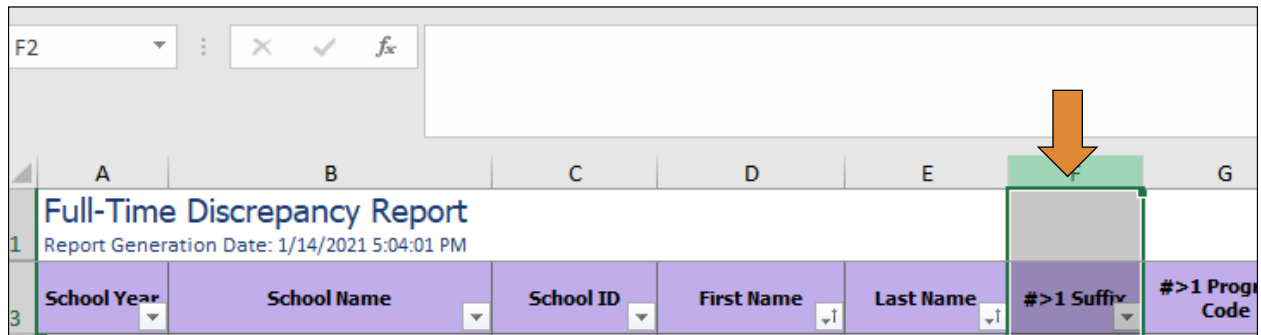 F2 fx
A B C D E F G
1 Full-Time Discrepancy Report
Report Generation Date: 1/14/2021 5:04:01 PM
3 School Year School Name School ID First Name Last Name #>1 Suffix #>1 Progr
Code